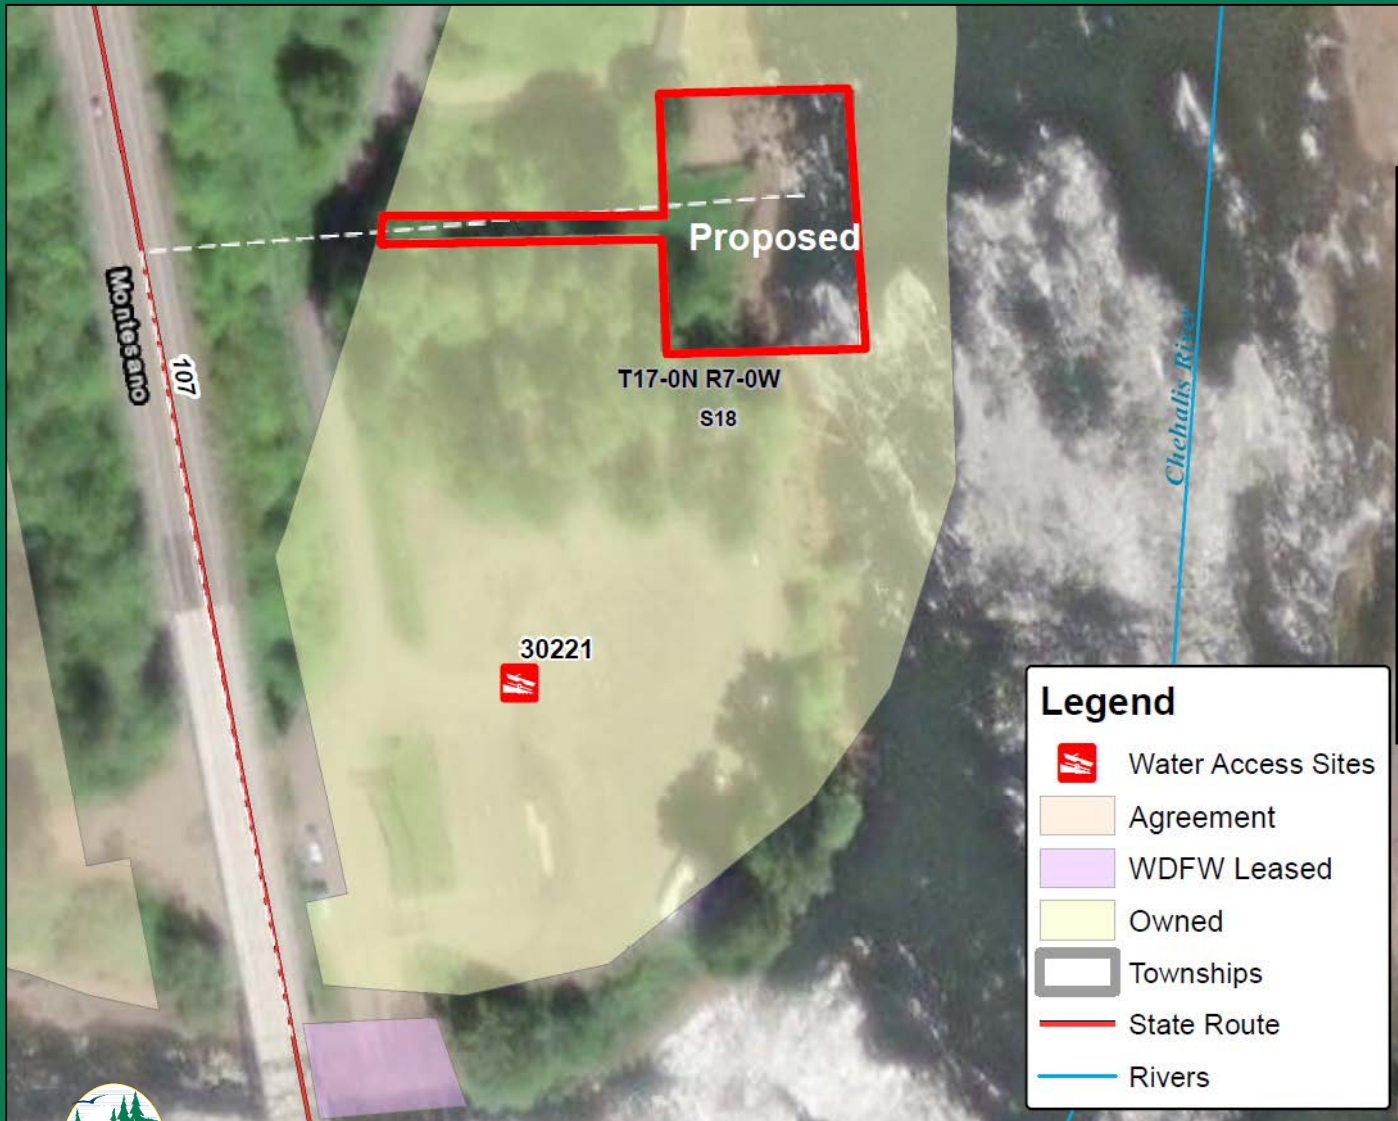 Proposed
Montesano
107
T17-0N R7-0W
S18
Chehalis River
30221
Legend
Water Access Sites
Agreement
WDFW Leased
Owned
Townships
State Route
Rivers